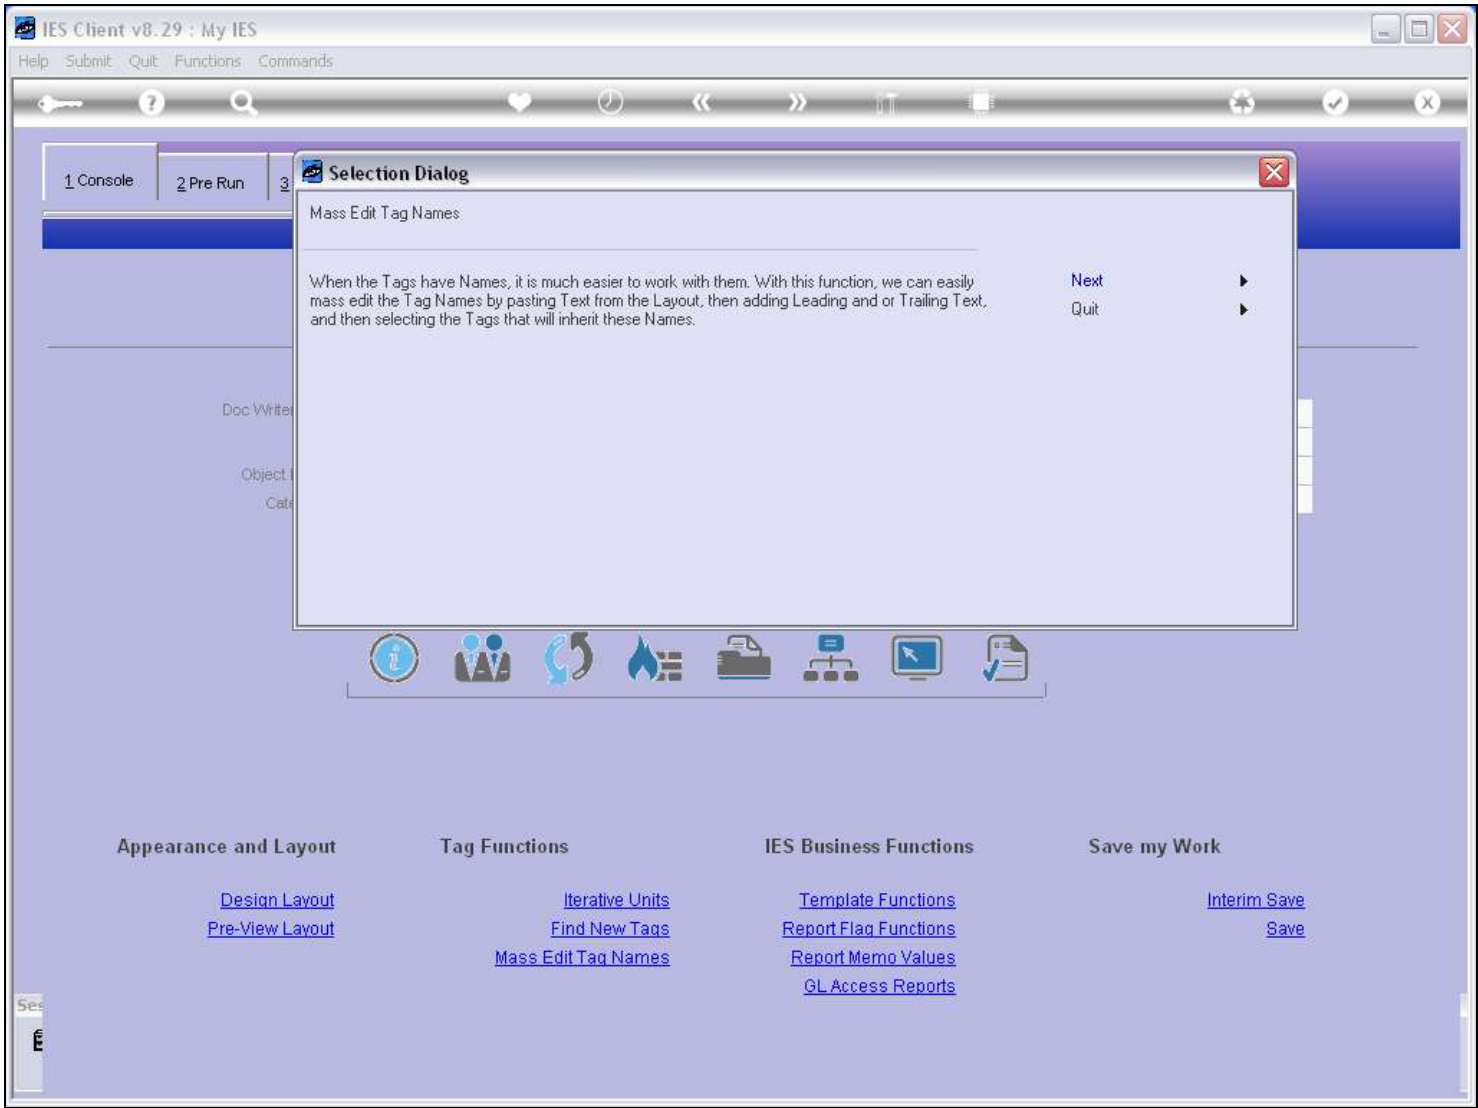 IES Client v8.29 : My IES
Help Submit Quit Functions Commands
1 Console
2 Pre Run
3
Selection Dialog
Mass Edit Tag Names
When the Tags have Names, it is much easier to work with them. With this function, we can easily
mass edit the Tag Names by pasting Text from the Layout, then adding Leading and or Trailing Text,
and then selecting the Tags that will inherit these Names.
Next
Quit
Doc Writer
Object
Cate
Appearance and Layout
Design Layout
Pre-View Layout
Tag Functions
Iterative Units
Find New Tags
Mass Edit Tag Names
IES Business Functions
Template Functions
Report Flag Functions
Report Memo Values
GL Access Reports
Save my Work
Interim Save
Save
Ses